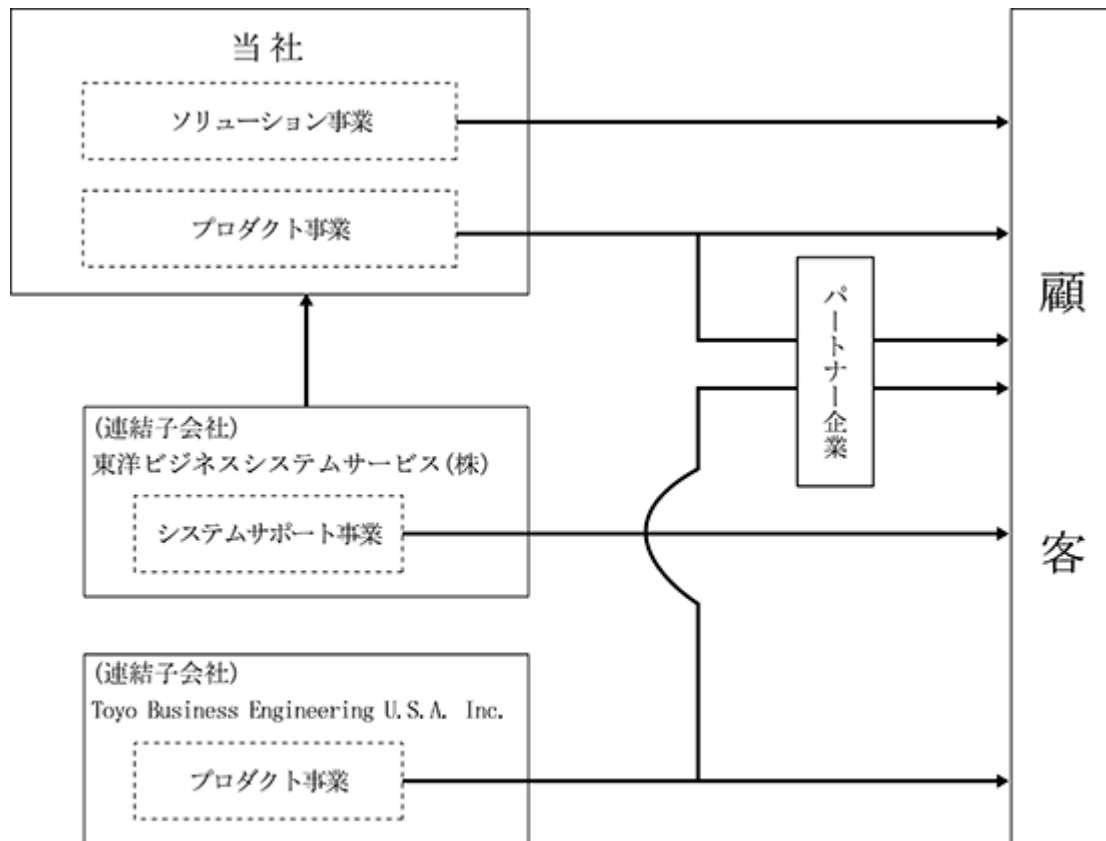 当社
ソリューション事業
プロダクト事業
パートナー企業
顧客
(連結子会社)
東洋ビジネスシステムサービス(株)
システムサポート事業
(連結子会社)
Toyo Business Engineering U.S.A. Inc.
プロダクト事業